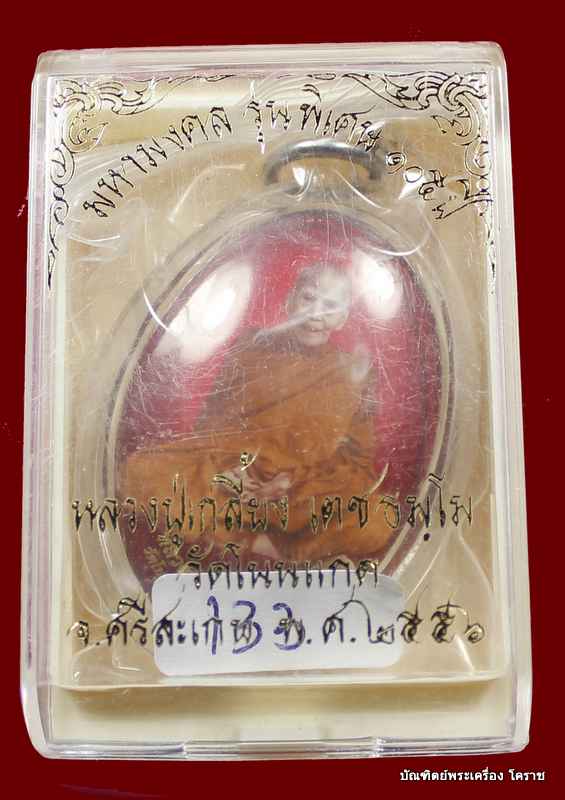 มหามงคล รุ่นพิเศษ ๑๐๕ ปี
หลวงปู่เกลี้ยง เตชธมฺโม
วัดโนนแกด
จ.ศรีสะเกษ พ.ศ.๒๕๕๖
133
บัณฑิตย์พระเครื่อง โคราช